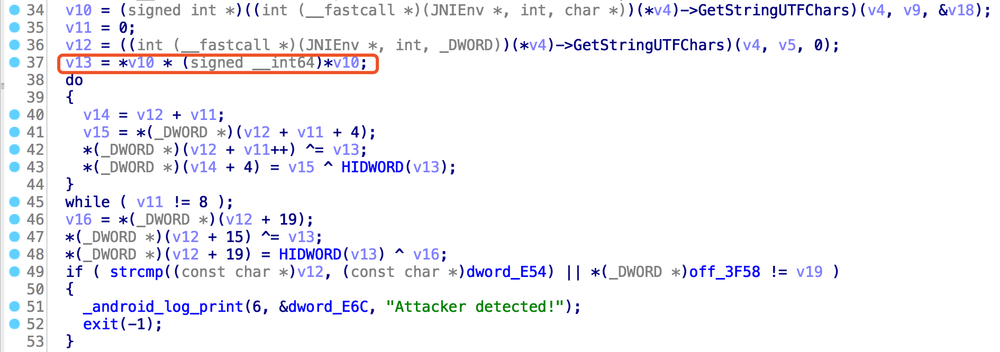 34 v10 = (signed int *)((int (__fastcall *)(JNIEnv *, int, char *))(*v4)->GetStringUTFChars)(v4, v9, &v18);
35 v11 = 0;
36 v12 = ((int (__fastcall *)(JNIEnv *, int, _DWORD))(*v4)->GetStringUTFChars)(v4, v5, 0);
37 v13 = *v10 * (signed __int64)*v10;
38 do
39 {
40 v14 = v12 + v11;
41 v15 = *(_DWORD *)(v12 + v11 + 4);
42 *(_DWORD *)(v12 + v11++) ^= v13;
43 *(_DWORD *)(v14 + 4) = v15 ^ HIDWORD(v13);
44 }
45 while ( v11 != 8 );
46 v16 = *(_DWORD *)(v12 + 19);
47 *(_DWORD *)(v12 + 15) ^= v13;
48 *(_DWORD *)(v12 + 19) = HIDWORD(v13) ^ v16;
49 if ( strcmp((const char *)v12, (const char *)dword_E54) || *(_DWORD *)off_3F58 != v19 )
50 {
51 _android_log_print(6, &dword_E6C, "Attacker detected!");
52 exit(-1);
53 }